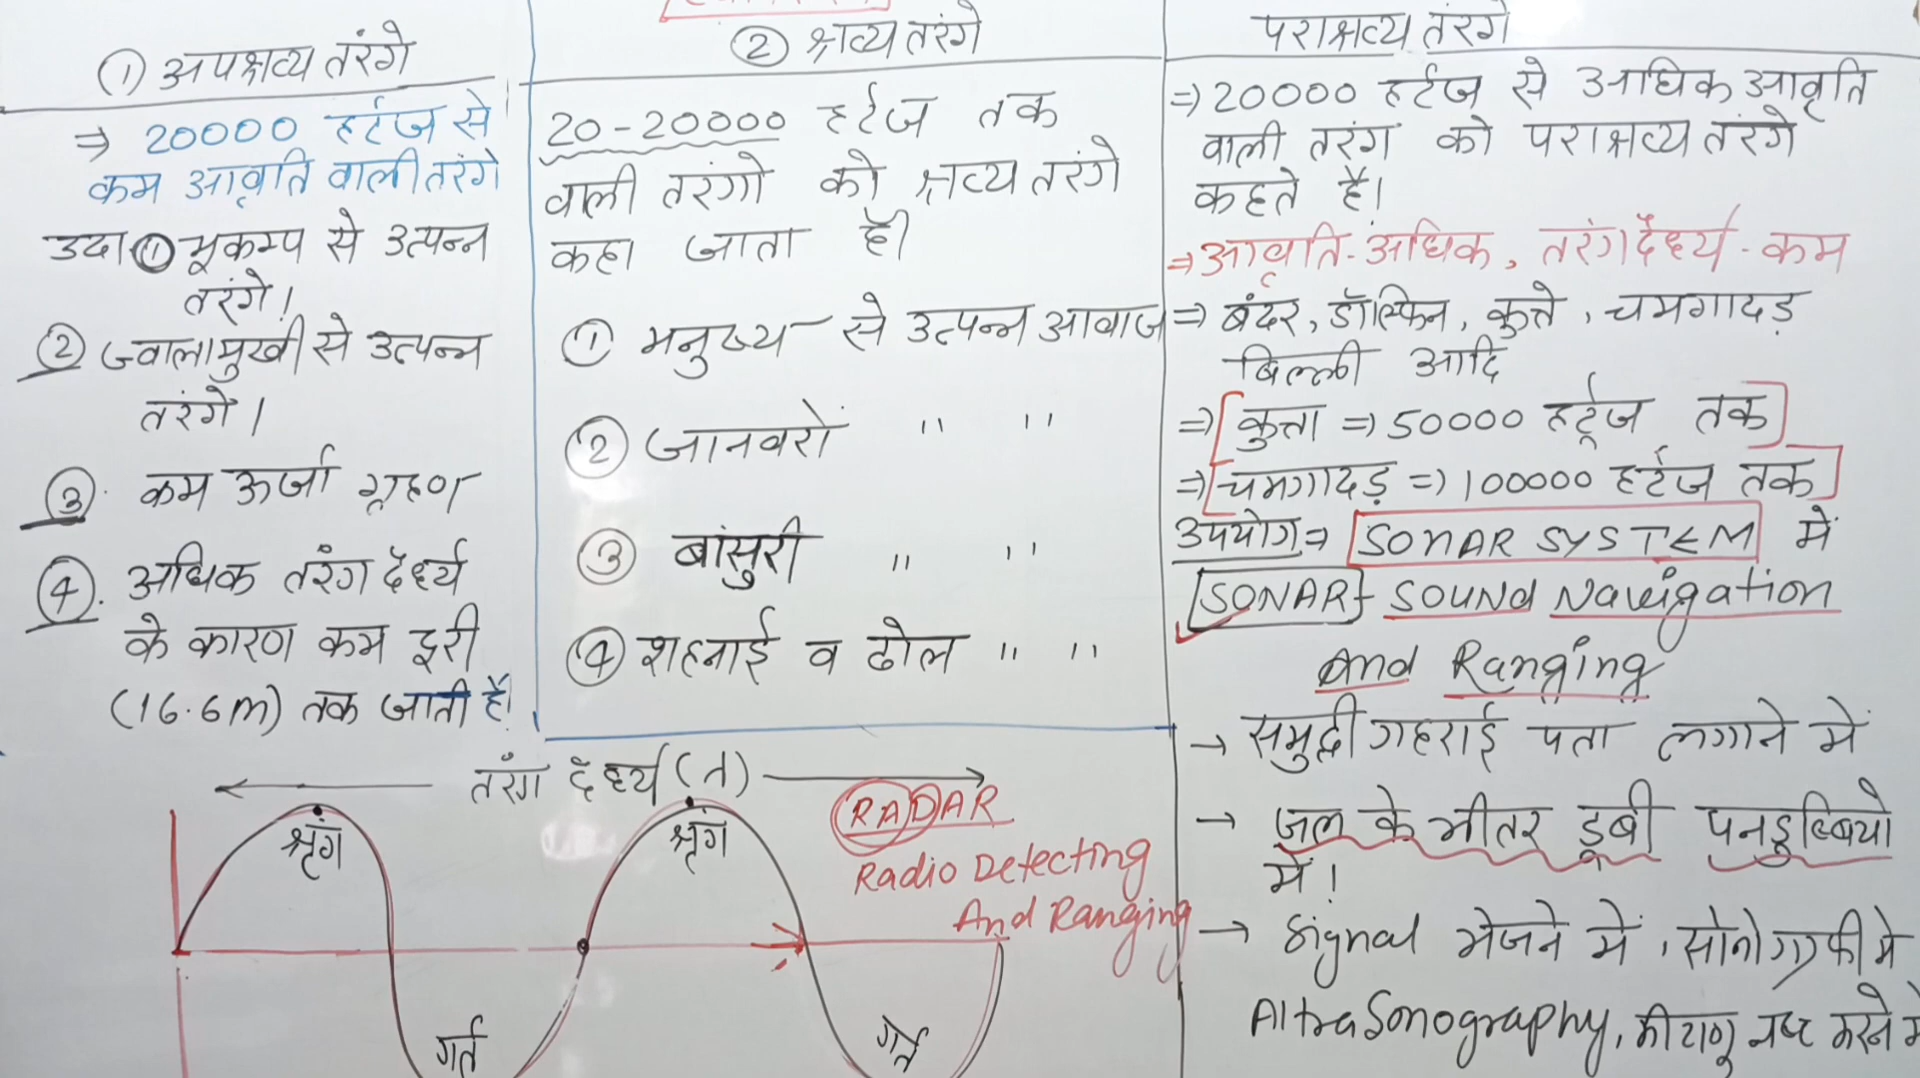 ① अपश्रव्य तरंगे
⇒ 20000 हर्टज से
कम आवृति वाली तरंगे
उदा ① भूकम्प से उत्पन्न
तरंगे।
② ज्वालामुखी से उत्पन्न
तरंगे।
③. कम ऊर्जा ग्रहण
④. अधिक तरंग दैर्ध्य
के कारण कम दूरी
(16.6m) तक जाती है।
② श्रव्य तरंगे
20-20000 हर्टज तक
वाली तरंगो को श्रव्य तरंगे
कहा जाता है।
① मनुष्य से उत्पन्न आवाज
② जानवरों " "
③ बांसुरी " "
④ शहनाई व ढोल " "
पराश्रव्य तरंगे
⇒ 20000 हर्टज से अधिक आवृति
वाली तरंग को पराश्रव्य तरंगे
कहते है।
⇒ आवृति-अधिक, तरंगदैर्ध्य-कम
⇒ बंदर, डॉल्फिन, कुत्ते, चमगादड़
बिल्ली आदि
⇒ [कुत्ता ⇒ 50000 हर्ट्ज तक]
⇒ [चमगादड़ ⇒ 100000 हर्टज तक]
उपयोग ⇒ SONAR SYSTEM में
SONAR - SOUND Navigation
And Ranging
→ समुद्री गहराई पता लगाने में
→ जल के भीतर डूबी पनडुब्बियो
में!
→ Signal भेजने में, सोनोग्राफी मे
AltraSonography, कीटाणु नष्ट करने मे
← तरंग दैर्ध्य (λ) →
श्रृंग
श्रृंग
गर्त
गर्त
RADAR
Radio Detecting
And Ranging